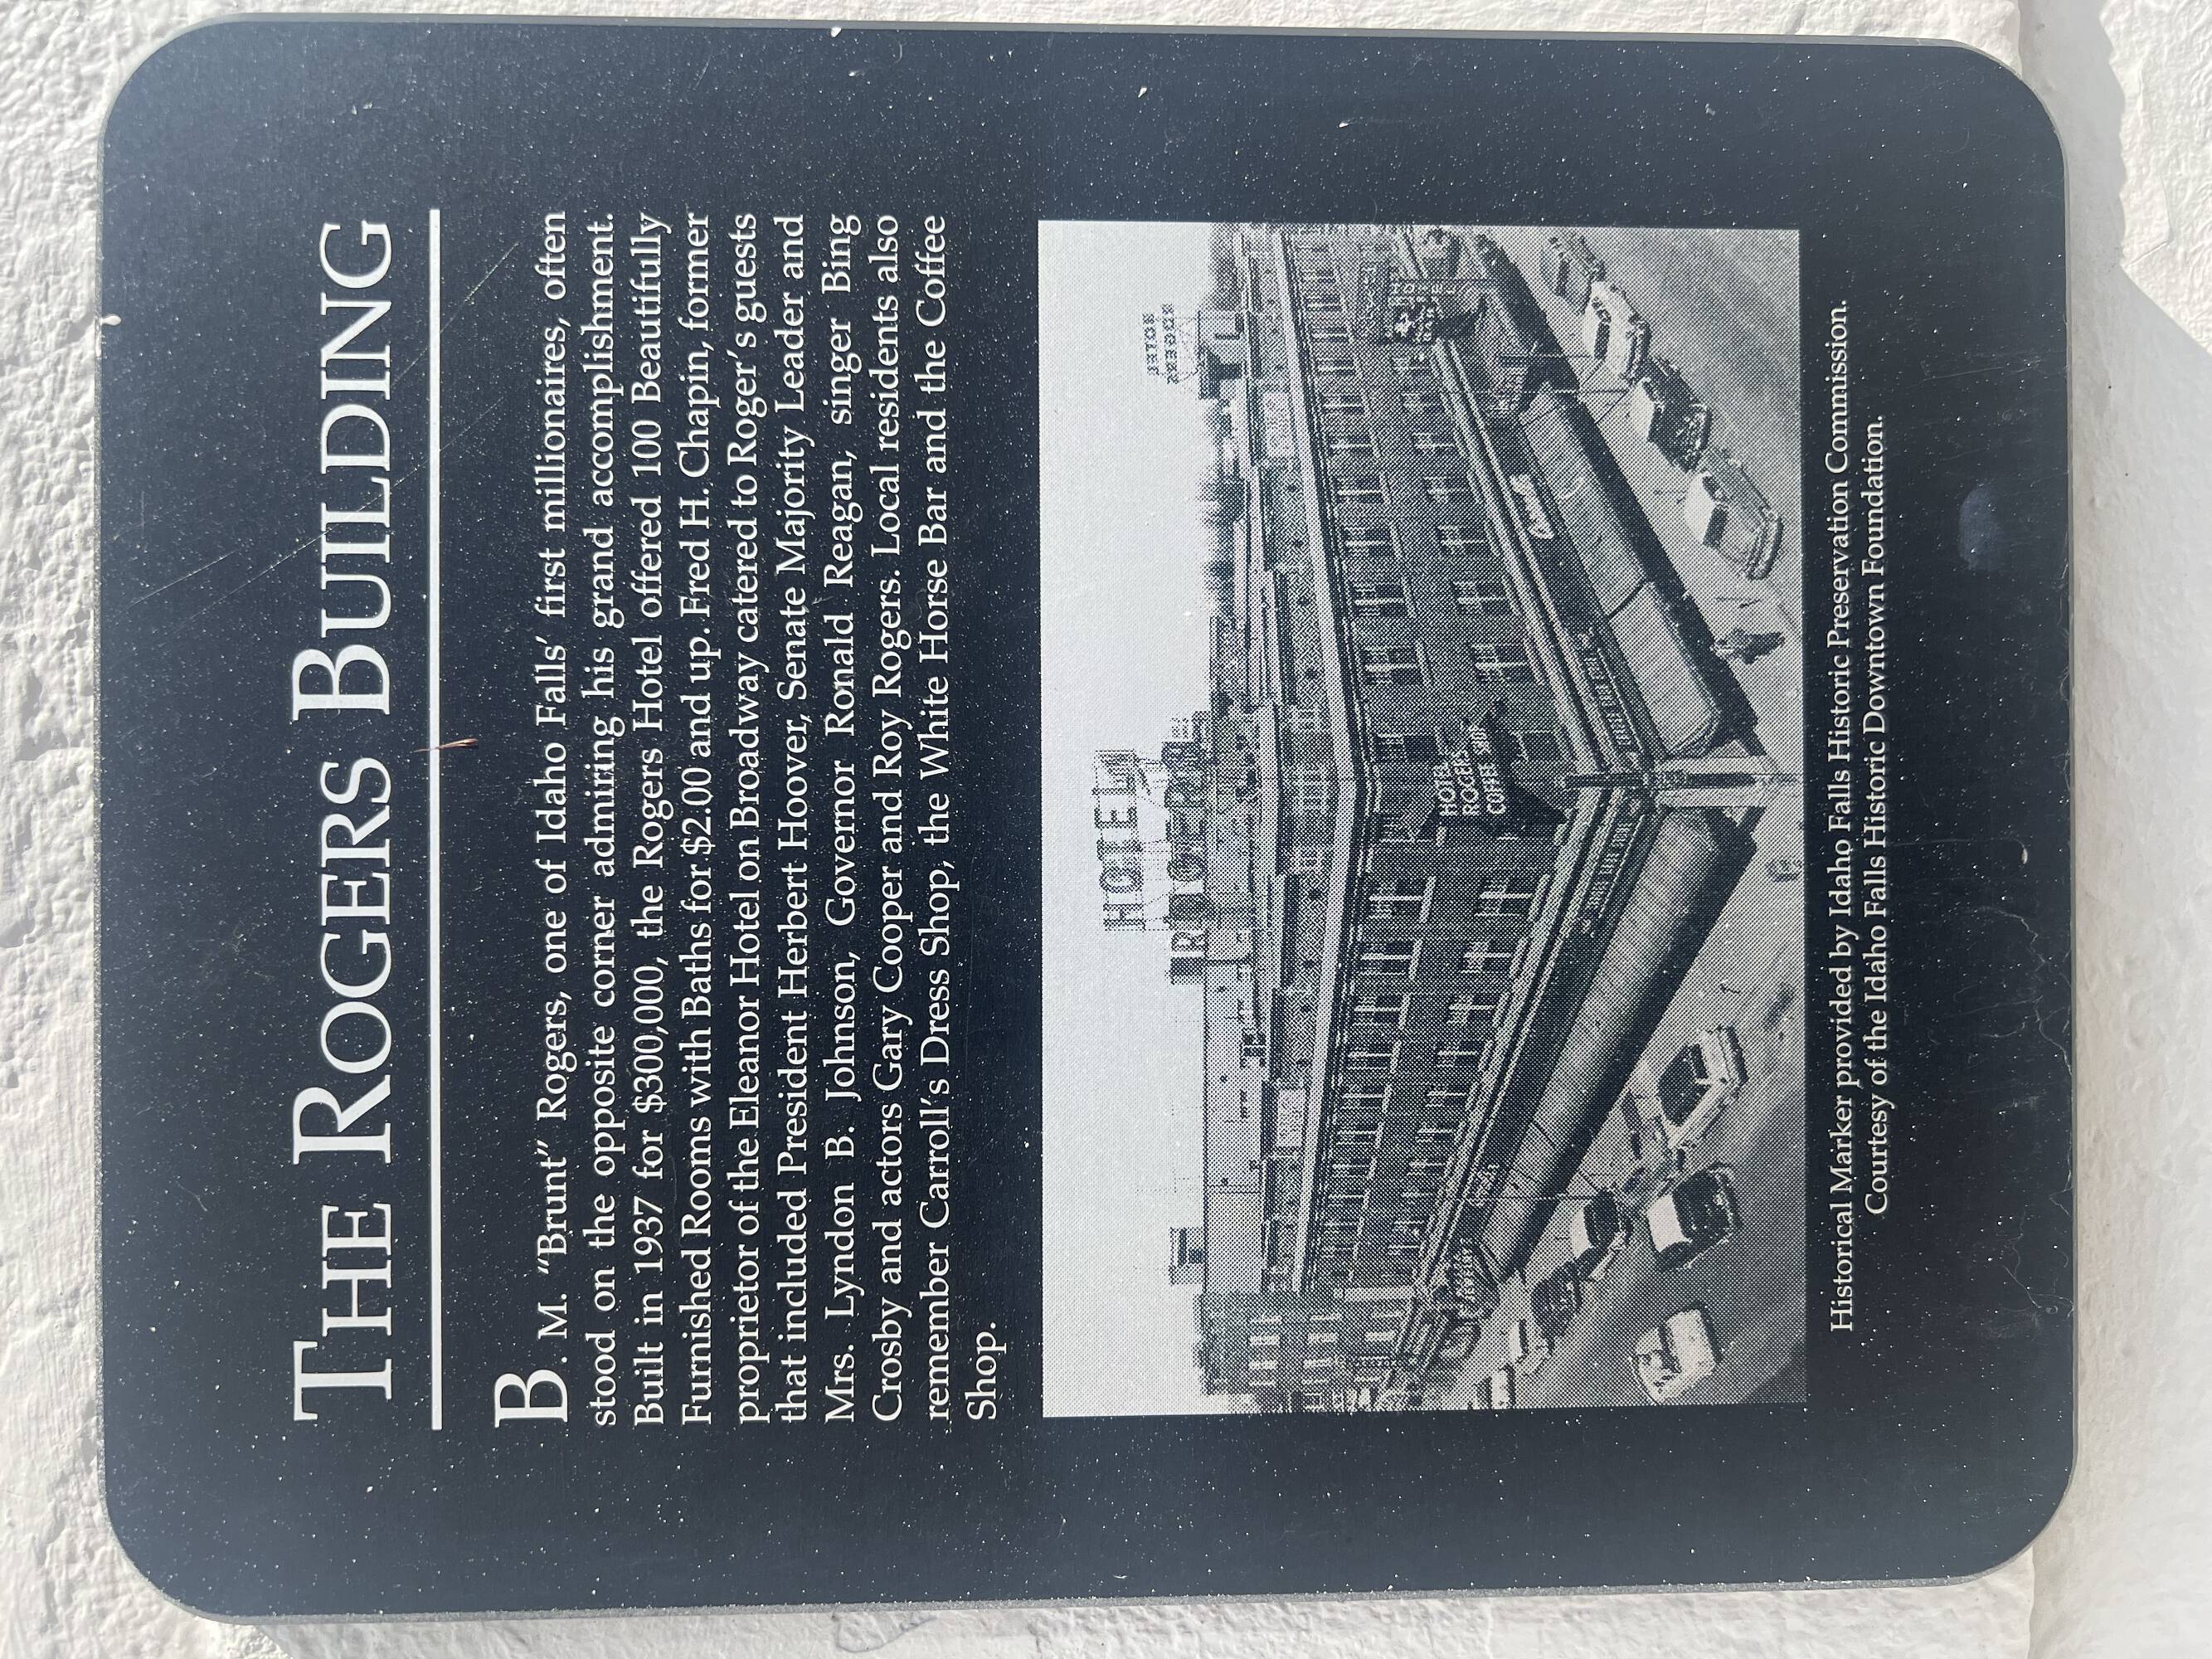 THE ROGERS BUILDING
B. M. "Brunt" Rogers, one of Idaho Falls' first millionaires, often
stood on the opposite corner admiring his grand accomplishment.
Built in 1937 for $300,000, the Rogers Hotel offered 100 Beautifully
Furnished Rooms with Baths for $2.00 and up. Fred H. Chapin, former
proprietor of the Eleanor Hotel on Broadway catered to Roger's guests
that included President Herbert Hoover, Senate Majority Leader and
Mrs. Lyndon B. Johnson, Governor Ronald Reagan, singer Bing
Crosby and actors Gary Cooper and Roy Rogers. Local residents also
remember Carroll's Dress Shop, the White Horse Bar and the Coffee
Shop.
HOTEL
ROGERS
HOTEL
ROGERS
HOTEL
ROGERS
COFFEE SHOP
Historical Marker provided by Idaho Falls Historic Preservation Commission.
Courtesy of the Idaho Falls Historic Downtown Foundation.